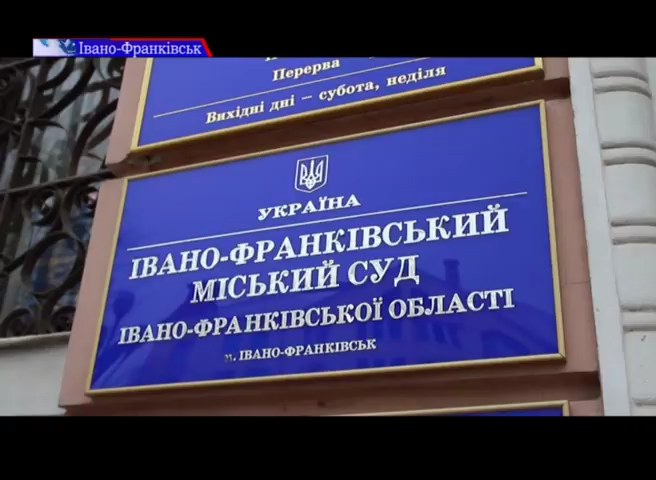 Івано-Франківськ
Перерва –
Вихідні дні – субота, неділя
УКРАЇНА
ІВАНО-ФРАНКІВСЬКИЙ
МІСЬКИЙ СУД
ІВАНО-ФРАНКІВСЬКОЇ ОБЛАСТІ
м. ІВАНО-ФРАНКІВСЬК